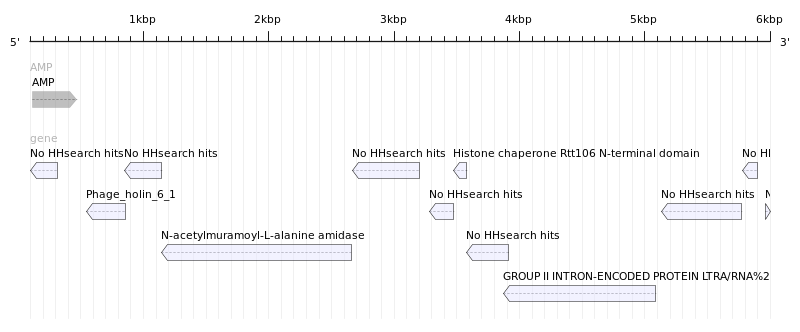 1kbp 2kbp 3kbp 4kbp 5kbp 6kbp
5' 3'
AMP
AMP
gene
No HHsearch hits No HHsearch hits No HHsearch hits Histone chaperone Rtt106 N-terminal domain No HI
Phage_holin_6_1 No HHsearch hits No HHsearch hits N
N-acetylmuramoyl-L-alanine amidase No HHsearch hits
GROUP II INTRON-ENCODED PROTEIN LTRA/RNA%2